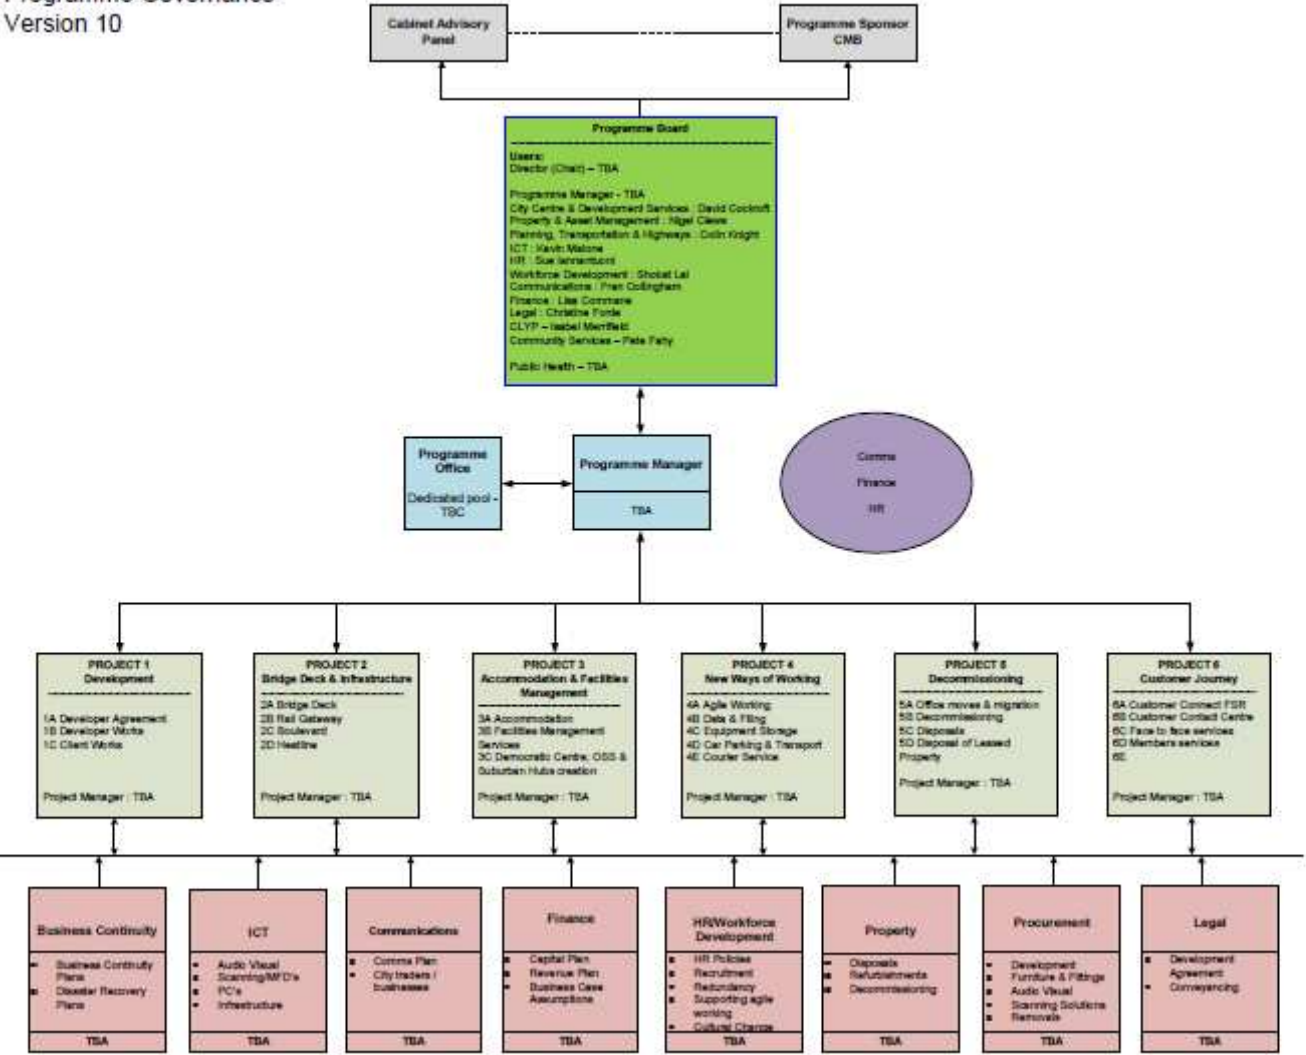 Programme Governance
Version 10
Cabinet Advisory
Panel
Programme Sponsor
CMB
Programme Board
Users:
Director (Chair) – TBA
Programme Manager - TBA
City Centre & Development Services : David Cockroft
Property & Asset Management : Nigel Clews
Planning, Transportation & Highways : Colin Knight
ICT : Kevin Malone
HR : Sue Iannantuoni
Workforce Development : Shokat Lal
Communications : Fran Collingham
Finance : Lisa Commane
Legal : Christine Forde
CLYP – Isabel Merrifield
Community Services – Pete Fahy
Public Health – TBA
Programme
Office
Dedicated pool -
TBC
Programme Manager
TBA
Comms
Finance
HR
PROJECT 1
Development
1A Developer Agreement
1B Developer Works
1C Client Works
Project Manager : TBA
PROJECT 2
Bridge Deck & Infrastructure
2A Bridge Deck
2B Rail Gateway
2C Boulevard
2D Heatline
Project Manager : TBA
PROJECT 3
Accommodation & Facilities
Management
3A Accommodation
3B Facilities Management
Services
3C Democratic Centre, OSS &
Suburban Hubs creation
Project Manager : TBA
PROJECT 4
New Ways of Working
4A Agile Working
4B Data & Filing
4C Equipment Storage
4D Car Parking & Transport
4E Courier Service
Project Manager : TBA
PROJECT 5
Decommissioning
5A Office moves & migration
5B Decommissioning
5C Disposals
5D Disposal of Leased
Property
Project Manager : TBA
PROJECT 6
Customer Journey
6A Customer Connect FSR
6B Customer Contact Centre
6C Face to face services
6D Members services
6E
Project Manager : TBA
Business Continuity
Business Continuity
Plans
Disaster Recovery
Plans
TBA
ICT
Audio Visual
Scanning/MFD's
PC's
Infrastructure
TBA
Communications
Comms Plan
City traders /
businesses
Finance
Capital Plan
Revenue Plan
Business Case
Assumptions
TBA
HR/Workforce
Development
HR Policies
Recruitment
Redundancy
Supporting agile
working
Cultural Change
TBA
Property
Disposals
Refurbishments
Decommissioning
TBA
Procurement
Development
Furniture & Fittings
Audio Visual
Scanning Solutions
Removals
TBA
Legal
Development
Agreement
Conveyancing
TBA